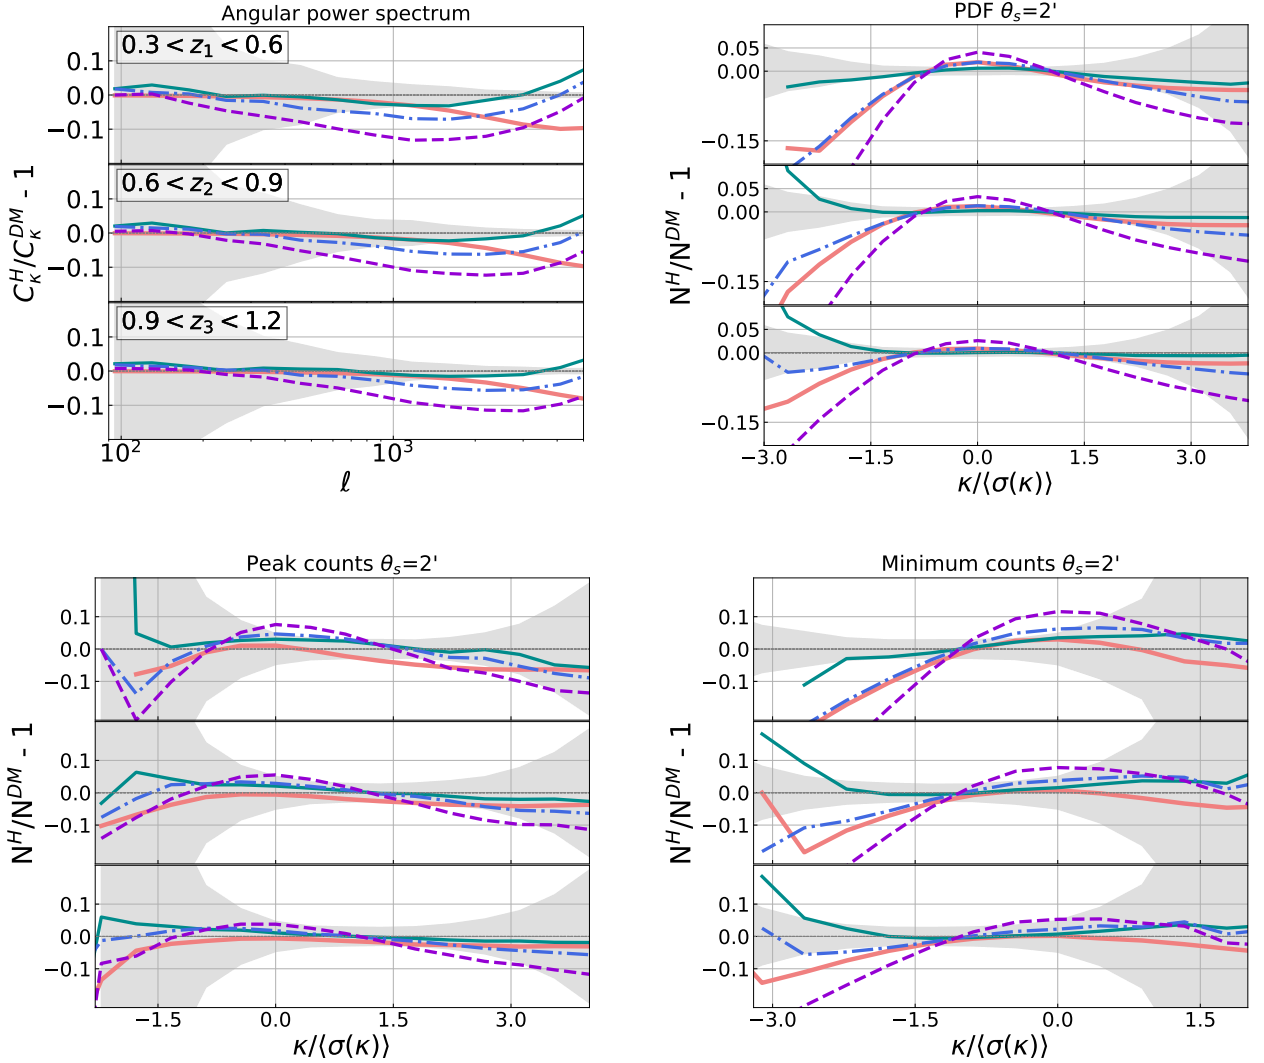 Angular power spectrum
0.3 < z₁ < 0.6
0.1
0.0
−0.1
0.6 < z₂ < 0.9
0.1
0.0
−0.1
0.9 < z₃ < 1.2
0.1
0.0
−0.1
C_κ^H/C_κ^{DM} - 1
10² 10³
ℓ
PDF θₛ=2'
0.05
0.00
−0.15
0.05
0.00
−0.15
0.05
0.00
−0.15
N^H/N^{DM} - 1
−3.0 −1.5 0.0 1.5 3.0
κ/⟨σ(κ)⟩
Peak counts θₛ=2'
0.1
0.0
−0.1
0.1
0.0
−0.1
0.1
0.0
−0.1
N^H/N^{DM} - 1
−1.5 0.0 1.5 3.0
κ/⟨σ(κ)⟩
Minimum counts θₛ=2'
0.1
0.0
−0.1
0.1
0.0
−0.1
0.1
0.0
−0.1
N^H/N^{DM} - 1
−3.0 −1.5 0.0 1.5
κ/⟨σ(κ)⟩